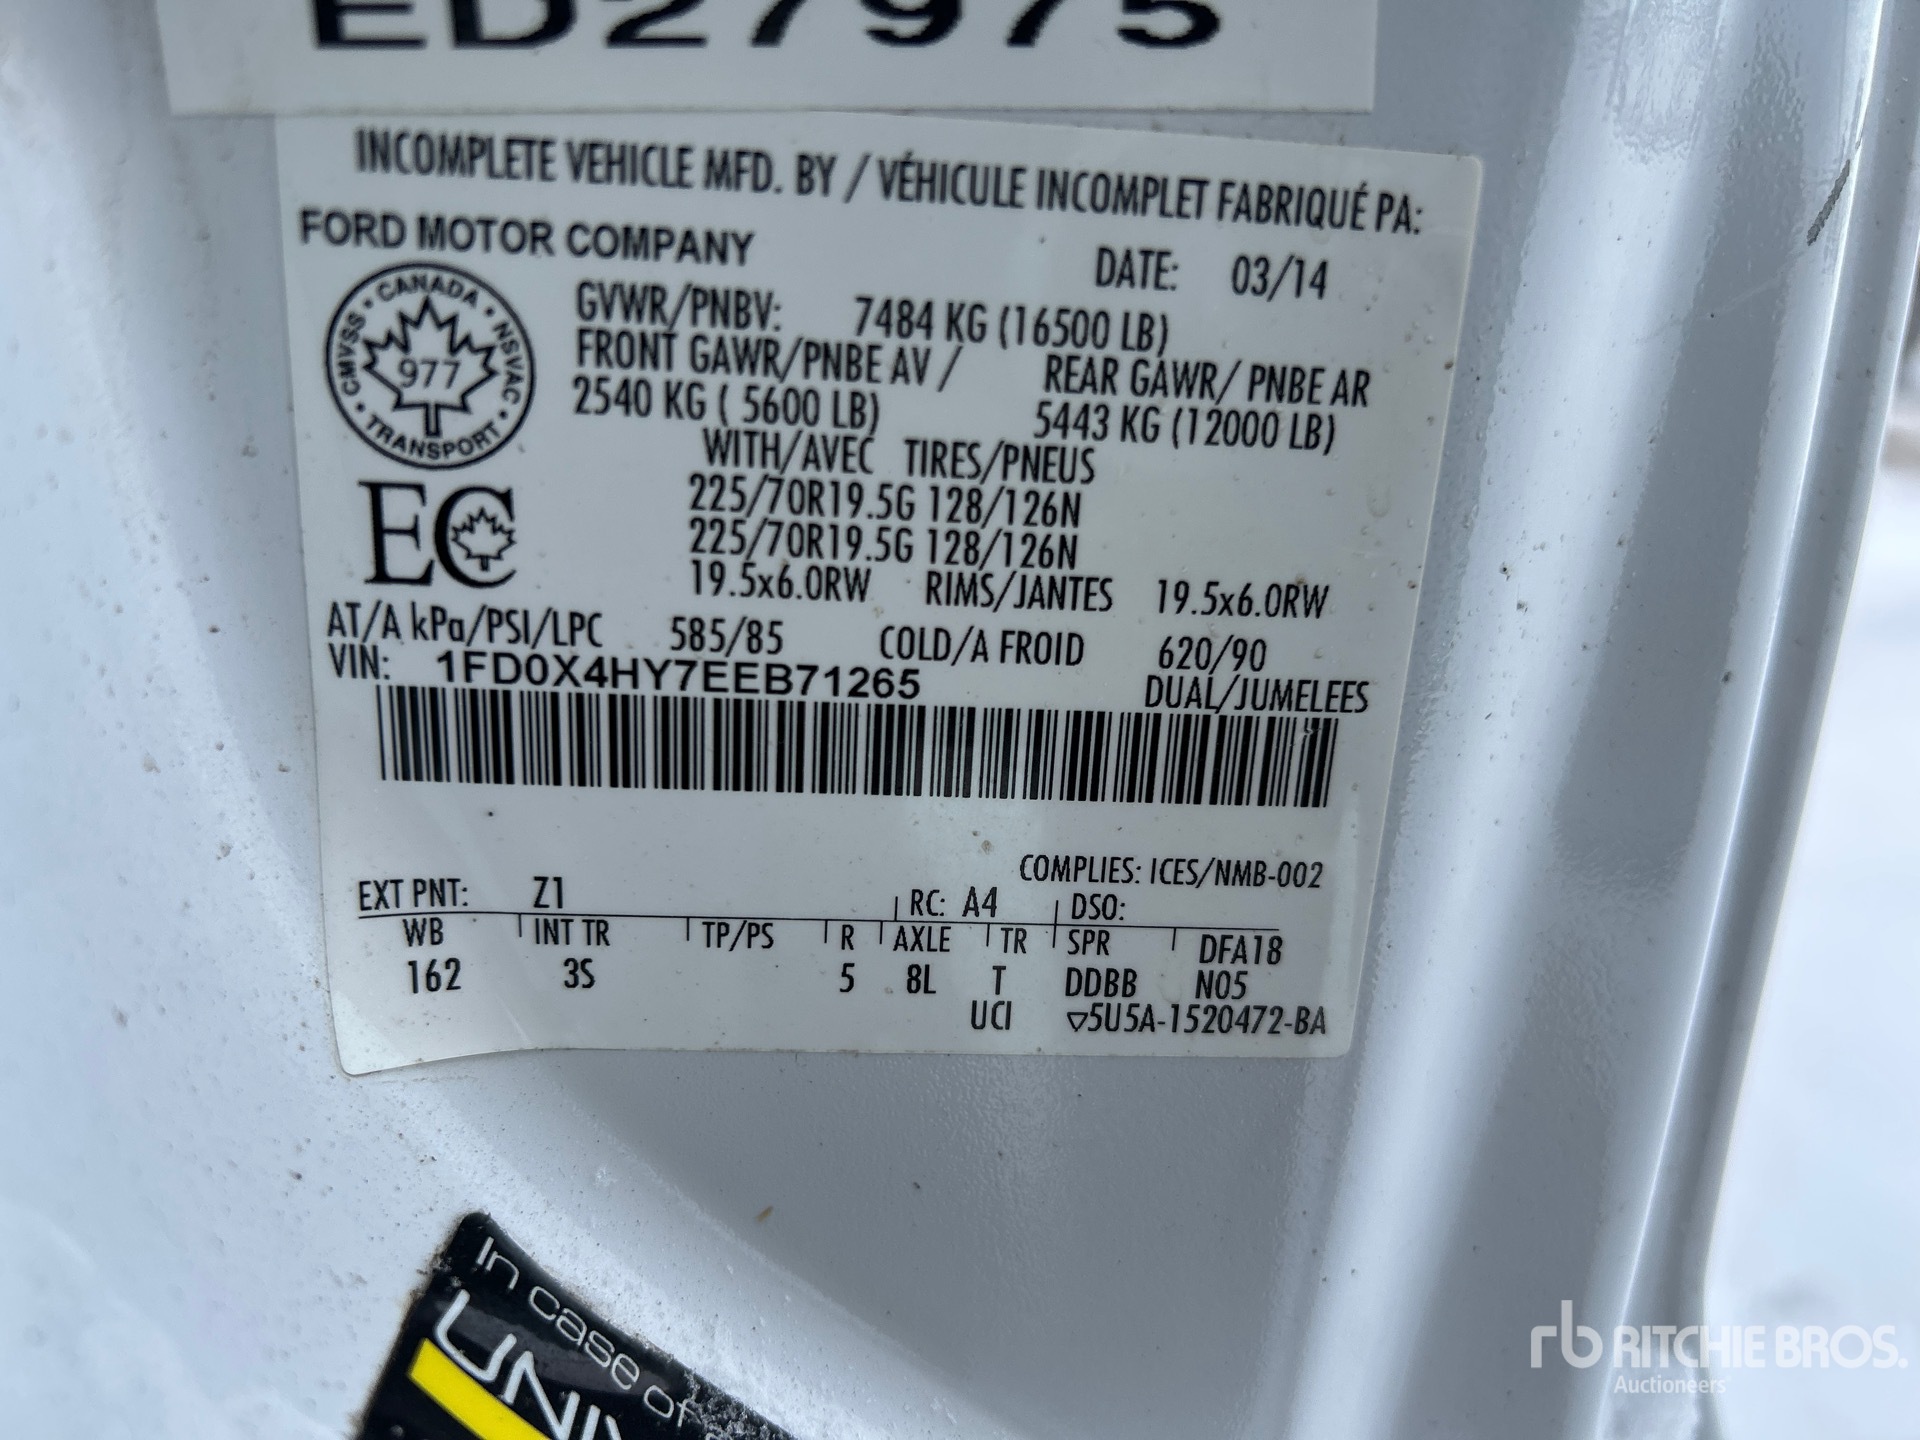 ED27975
INCOMPLETE VEHICLE MFD. BY / VÉHICULE INCOMPLET FABRIQUÉ PA:
FORD MOTOR COMPANY
DATE: 03/14
CANADA · NSVAC · TRANSPORT · CMVSS ·
977
GVWR/PNBV: 7484 KG (16500 LB)
FRONT GAWR/PNBE AV / REAR GAWR/ PNBE AR
2540 KG ( 5600 LB) 5443 KG (12000 LB)
WITH/AVEC TIRES/PNEUS
225/70R19.5G 128/126N
225/70R19.5G 128/126N
EC
19.5x6.0RW RIMS/JANTES 19.5x6.0RW
AT/A kPa/PSI/LPC 585/85 COLD/A FROID 620/90
VIN: 1FD0X4HY7EEB71265 DUAL/JUMELEES
COMPLIES: ICES/NMB-002
EXT PNT: Z1 RC: A4 DSO:
WB INT TR TP/PS R AXLE TR SPR DFA18
162 3S 5 8L T DDBB N05
UCI ▽5U5A-1520472-BA
In case of
UNIV
rb RITCHIE BROS.
Auctioneers